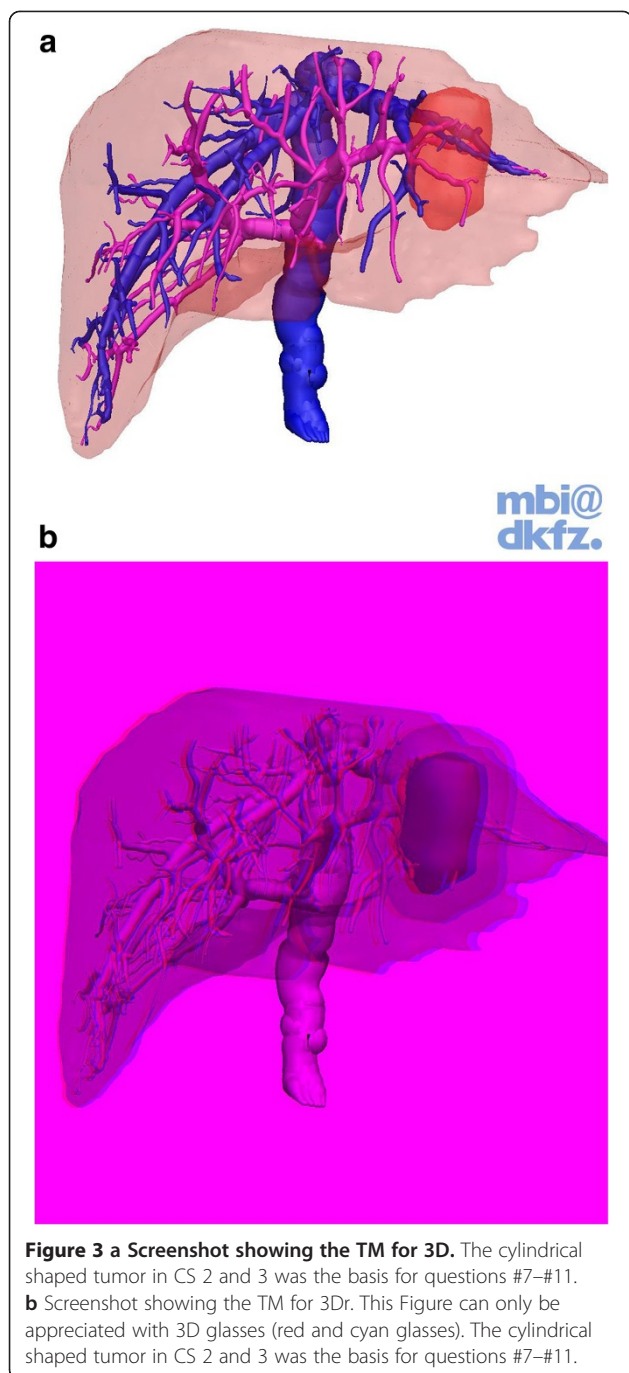 a
mbi@
dkfz.
b
Figure 3 a Screenshot showing the TM for 3D. The cylindrical
shaped tumor in CS 2 and 3 was the basis for questions #7–#11.
b Screenshot showing the TM for 3Dr. This Figure can only be
appreciated with 3D glasses (red and cyan glasses). The cylindrical
shaped tumor in CS 2 and 3 was the basis for questions #7–#11.